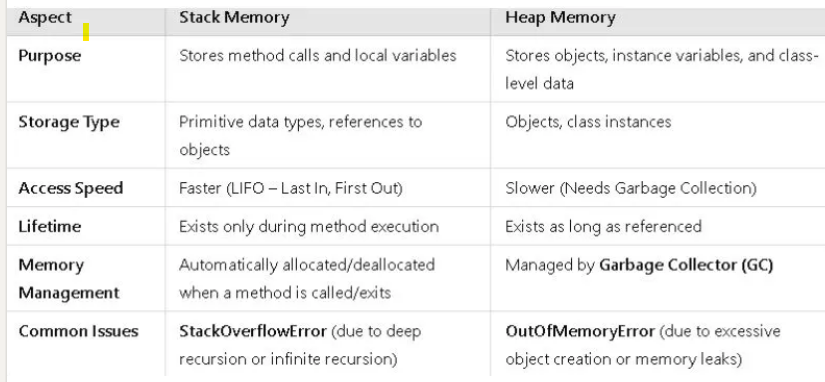 Aspect Stack Memory Heap Memory
Purpose Stores method calls and local variables Stores objects, instance variables, and class-
level data
Storage Type Primitive data types, references to Objects, class instances
objects
Access Speed Faster (LIFO – Last In, First Out) Slower (Needs Garbage Collection)
Lifetime Exists only during method execution Exists as long as referenced
Memory Automatically allocated/deallocated Managed by Garbage Collector (GC)
Management when a method is called/exits
Common Issues StackOverflowError (due to deep OutOfMemoryError (due to excessive
recursion or infinite recursion) object creation or memory leaks)